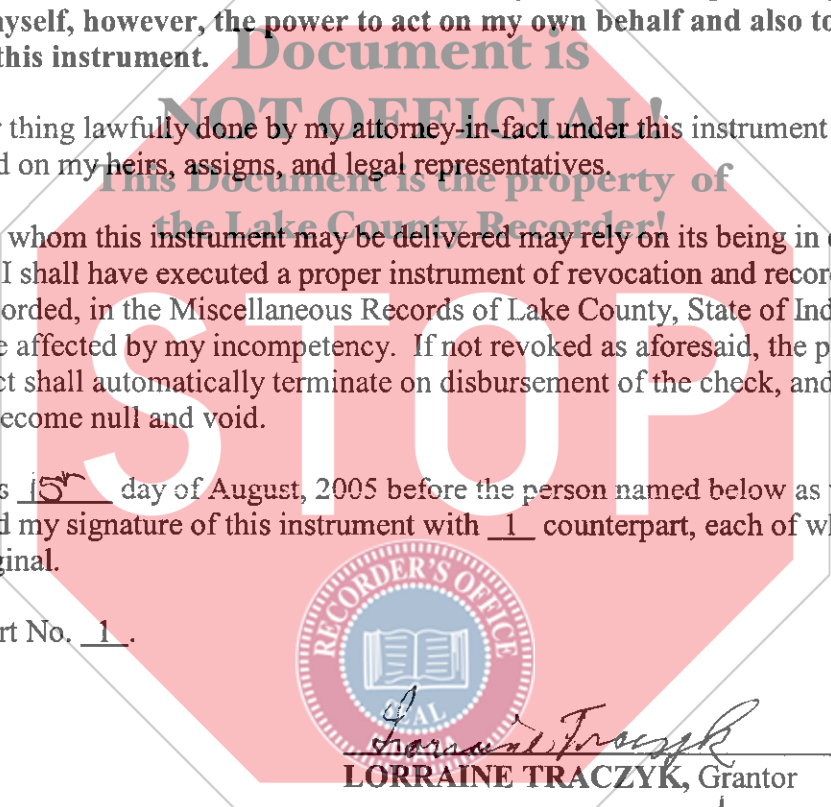 nyself, however, the power to act on my own behalf and also to
this instrument.
Document is
NOT OFFICIAL!
This Document is the property of
the Lake County Recorder!
r thing lawfully done by my attorney-in-fact under this instrument
d on my heirs, assigns, and legal representatives.
whom this instrument may be delivered may rely on its being in
I shall have executed a proper instrument of revocation and recor
orded, in the Miscellaneous Records of Lake County, State of Ind
e affected by my incompetency. If not revoked as aforesaid, the p
ct shall automatically terminate on disbursement of the check, and
ecome null and void.
STOP
s 15th day of August, 2005 before the person named below as
d my signature of this instrument with 1 counterpart, each of wl
ginal.
rt No. 1.
RECORDER'S OFFICE
SEAL
INDIANA
Lorraine Traczyk
LORRAINE TRACZYK, Grantor